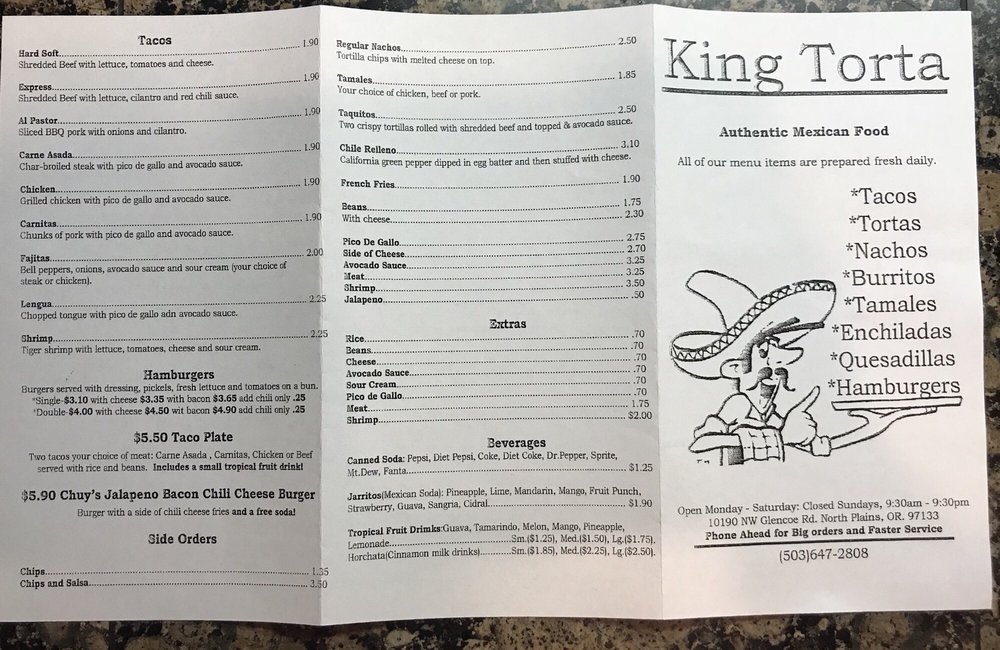 Tacos
Hard Soft 1.90
Shredded Beef with lettuce, tomatoes and cheese.
Express 1.90
Shredded Beef with lettuce, cilantro and red chili sauce.
Al Pastor 1.90
Sliced BBQ pork with onions and cilantro.
Carne Asada 1.90
Char-broiled steak with pico de gallo and avocado sauce.
Chicken 1.90
Grilled chicken with pico de gallo and avocado sauce.
Carnitas 1.90
Chunks of pork with pico de gallo and avocado sauce.
Fajitas 2.00
Bell peppers, onions, avocado sauce and sour cream (your choice of
steak or chicken).
Lengua 2.25
Chopped tongue with pico de gallo adn avocado sauce.
Shrimp 2.25
Tiger shrimp with lettuce, tomatoes, cheese and sour cream.
Hamburgers
Burgers served with dressing, pickels, fresh lettuce and tomatoes on a bun.
*Single-$3.10 with cheese $3.35 with bacon $3.65 add chili only .25
*Double-$4.00 with cheese $4.50 wit bacon $4.90 add chili only .25
$5.50 Taco Plate
Two tacos your choice of meat: Carne Asada , Carnitas, Chicken or Beef
served with rice and beans. Includes a small tropical fruit drink!
$5.90 Chuy's Jalapeno Bacon Chili Cheese Burger
Burger with a side of chili cheese fries and a free soda!
Side Orders
Chips 1.35
Chips and Salsa 3.50
Regular Nachos 2.50
Tortilla chips with melted cheese on top.
Tamales 1.85
Your choice of chicken, beef or pork.
Taquitos 2.50
Two crispy tortillas rolled with shredded beef and topped & avocado sauce.
Chile Relleno 3.10
California green pepper dipped in egg batter and then stuffed with cheese.
French Fries 1.90
Beans 1.75
With cheese 2.30
Pico De Gallo 2.75
Side of Cheese 2.70
Avocado Sauce 3.25
Meat 3.25
Shrimp 3.50
Jalapeno .50
Extras
Rice .70
Beans .70
Cheese .70
Avocado Sauce .70
Sour Cream .70
Pico de Gallo .70
Meat 1.75
Shrimp $2.00
Beverages
Canned Soda: Pepsi, Diet Pepsi, Coke, Diet Coke, Dr.Pepper, Sprite,
Mt.Dew, Fanta $1.25
Jarritos(Mexican Soda): Pineapple, Lime, Mandarin, Mango, Fruit Punch,
Strawberry, Guava, Sangria, Cidral $1.90
Tropical Fruit Drimks:Guava, Tamarindo, Melon, Mango, Pineapple,
Lemonade Sm.($1.25), Med.($1.50), Lg.($1.75).
Horchata(Cinnamon milk drinks) Sm.($1.85), Med.($2.25), Lg.($2.50).
King Torta
Authentic Mexican Food
All of our menu items are prepared fresh daily.
*Tacos
*Tortas
*Nachos
*Burritos
*Tamales
*Enchiladas
*Quesadillas
*Hamburgers
Open Monday - Saturday: Closed Sundays, 9:30am - 9:30pm
10190 NW Glencoe Rd. North Plains, OR. 97133
Phone Ahead for Big orders and Faster Service
(503)647-2808